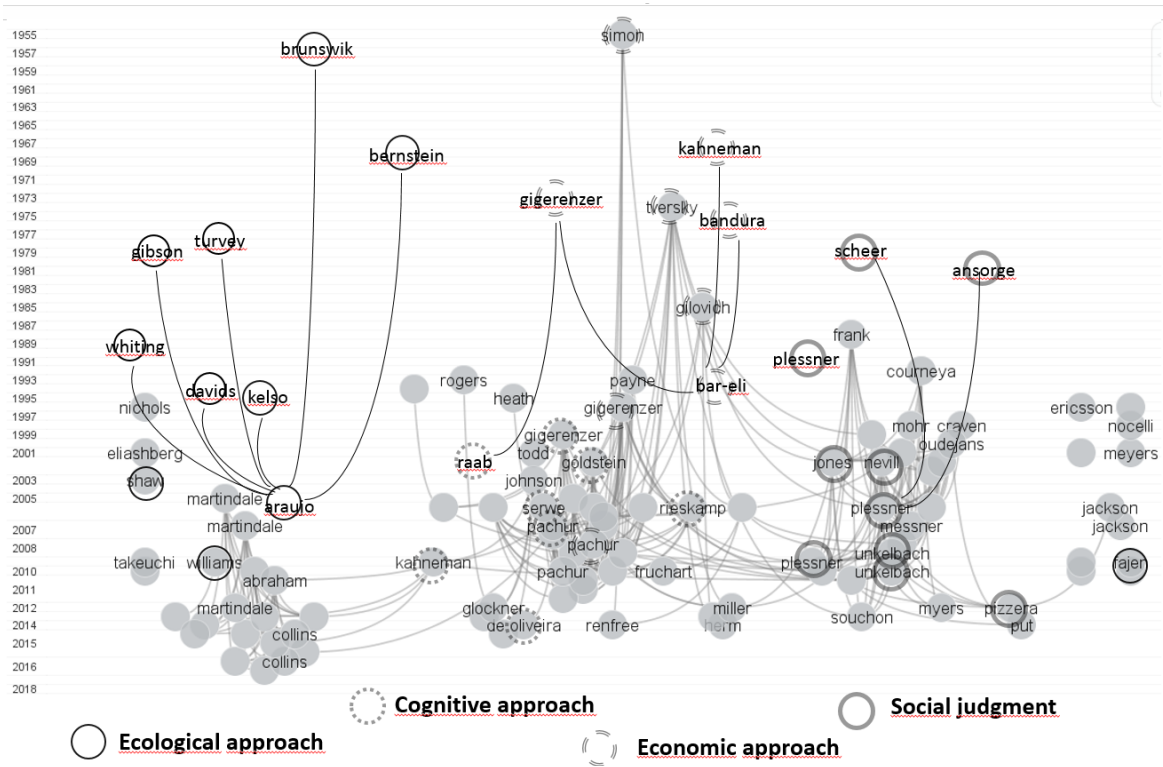 1955
simon
brunswik
1957
1959
1961
1963
1965
1967
kahneman
bernstein
1969
1971
1973
gigerenzer
tversky
1975
bandura
1977
turvey
1979
gibson
scheer
1981
ansorge
1983
1985
gilovich
1987
frank
1989
whiting
1991
plessner
courneya
1993
rogers
payne
bar-eli
davids
kelso
1995
heath
nichols
gigerenzer
ericsson
1997
mohr
craven
nocelli
1999
gigerenzer
oudejans
2001
eliashberg
todd
meyers
raab
goldstein
jones
nevill
2003
shaw
johnson
2005
martindale
araujo
serwe
rieskamp
plessner
jackson
2007
martindale
pachur
messner
jackson
2008
pachur
unkelbach
takeuchi
williams
kahneman
plessner
rajen
2010
abraham
pachur
fruchart
unkelbach
2011
2012
martindale
glockner
miller
myers
pizzera
souchon
2014
deoliveira
renfree
herm
put
collins
2015
2016
collins
2018
Cognitive approach
Social judgment
Ecological approach
Economic approach